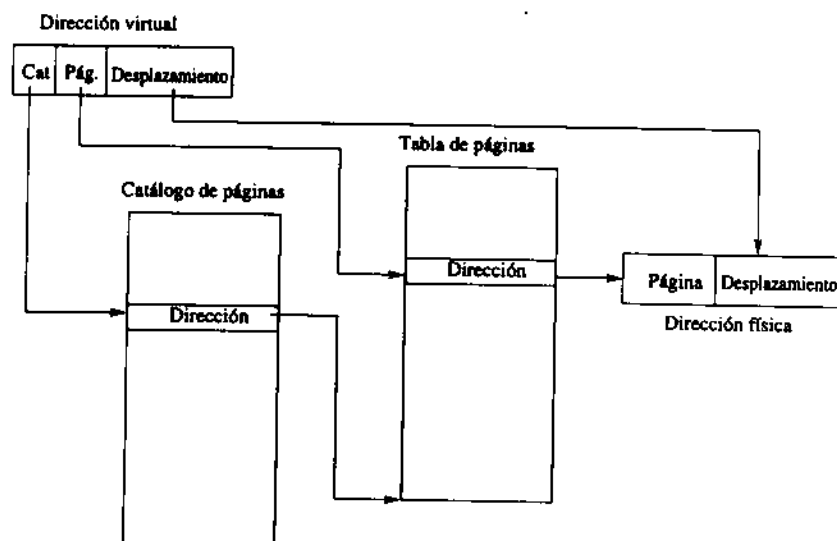 Dirección virtual
Cat Pág. Desplazamiento
Tabla de páginas
Catálogo de páginas
Dirección
Página Desplazamiento
Dirección
Dirección física